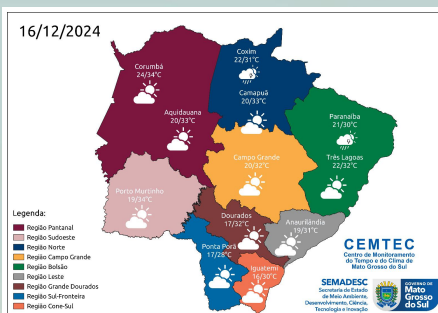 16/12/2024
Coxim
22/31°C
Corumbá
24/34°C
Camapuã
20/33°C
Aquidauana
20/33°C
Paranaíba
21/30°C
Campo Grande
20/32°C
Três Lagoas
22/32°C
Porto Murtinho
19/34°C
Dourados
17/32°C
Anaurilândia
19/31°C
Ponta Porã
17/28°C
Iguatemi
16/30°C
Legenda:
Região Pantanal
Região Sudoeste
Região Norte
Região Campo Grande
Região Bolsão
Região Leste
Região Grande Dourados
Região Sul-Fronteira
Região Cone-Sul
CEMTEC
Centro de Monitoramento
do Tempo e do Clima de
Mato Grosso do Sul
SEMADESC
Secretaria de Estado
de Meio Ambiente,
Desenvolvimento, Ciência,
Tecnologia e Inovação
GOVERNO DE
Mato
Grosso
do Sul